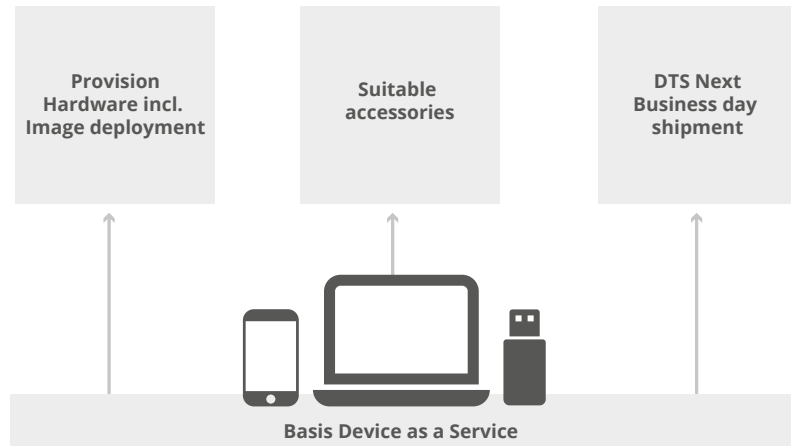 Provision
Hardware incl.
Image deployment
Suitable
accessories
DTS Next
Business day
shipment
Basis Device as a Service